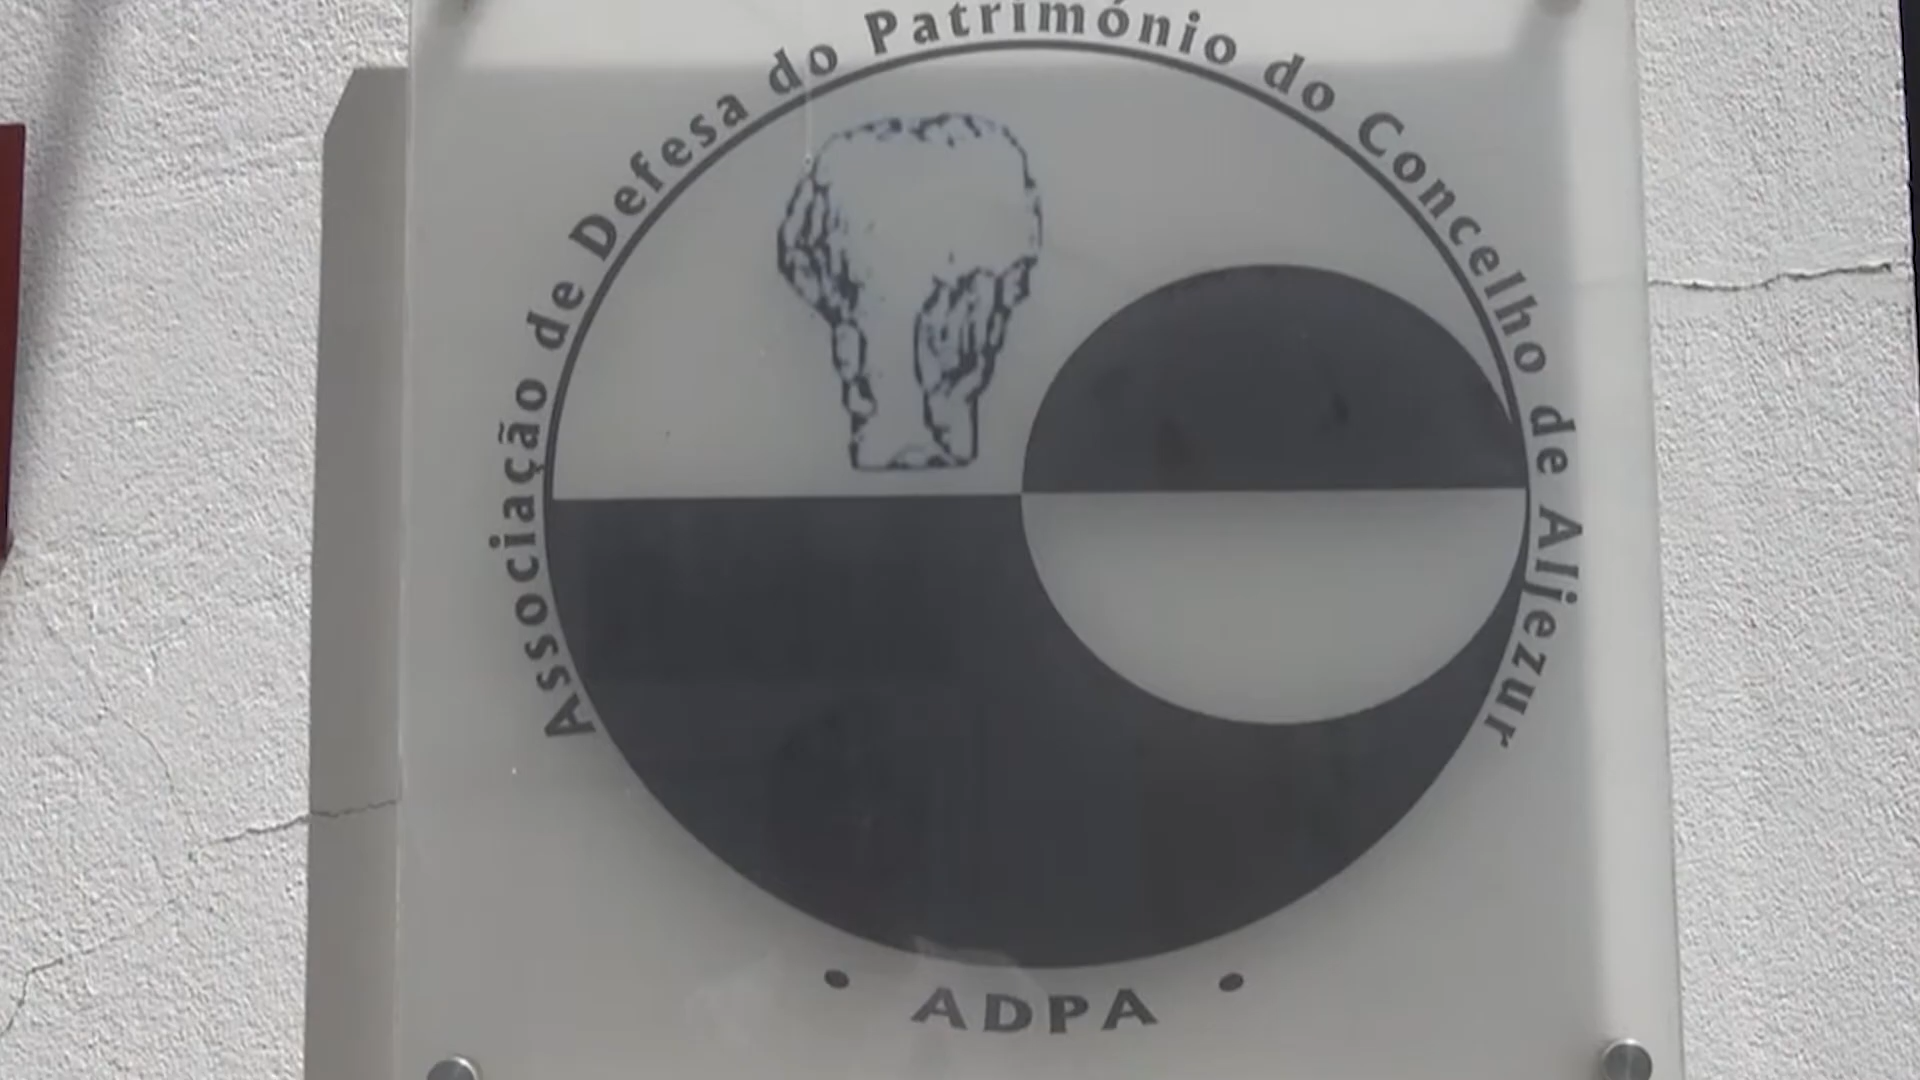 Associação de Defesa do Património do Concelho de Aljezur
• ADPA •